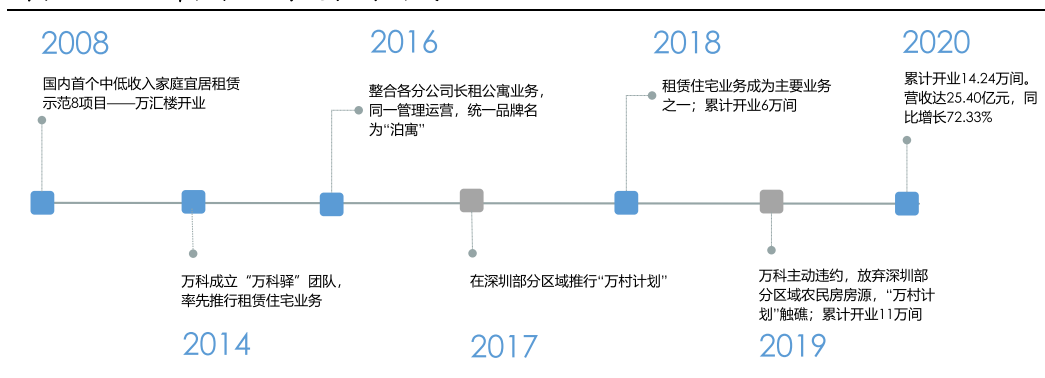 2008
国内首个中低收入家庭宜居租赁
示范8项目——万汇楼开业
2014
万科成立“万科驿”团队，
率先推行租赁住宅业务
2016
整合各分公司长租公寓业务，
同一管理运营，统一品牌名
为“泊寓”
2017
在深圳部分区域推行“万村计划”
2018
租赁住宅业务成为主要业务
之一；累计开业6万间
2019
万科主动违约，放弃深圳部
分区域农民房房源，“万村计
划”触礁；累计开业11万间
2020
累计开业14.24万间。
营收达25.40亿元，同
比增长72.33%